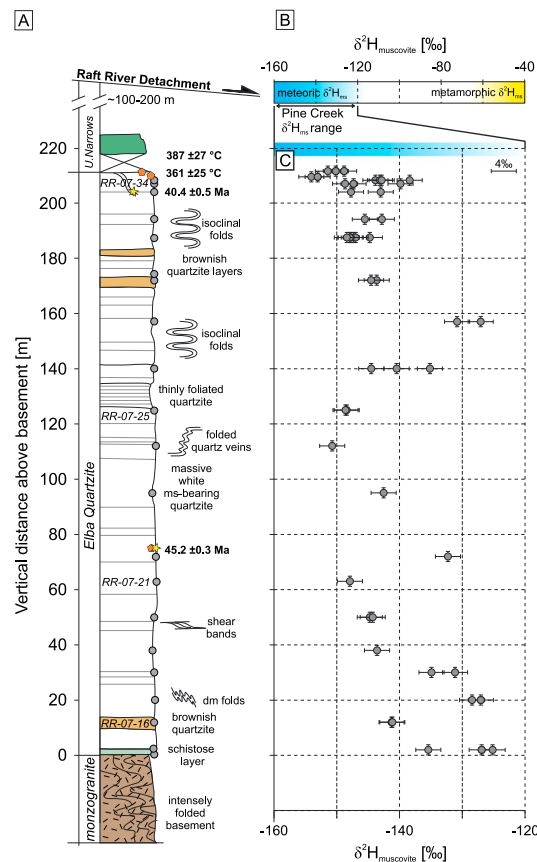 A
Raft River Detachment
~100-200 m
U.Narrows
387 ±27 °C
361 ±25 °C
RR-07-34
40.4 ±0.5 Ma
isoclinal
folds
brownish
quartzite layers
isoclinal
folds
thinly foliated
quartzite
RR-07-25
folded
quartz veins
massive
white
ms-bearing
quartzite
Elba Quartzite
45.2 ±0.3 Ma
RR-07-21
shear
bands
dm folds
RR-07-16
brownish
quartzite
schistose
layer
monzogranite
intensely
folded
basement
Vertical distance above basement [m]
220
200
180
160
140
120
100
80
60
40
20
0
B
δ²Hmuscovite [‰]
-160 -120 -80 -40
meteoric δ²Hms
metamorphic δ²Hms
Pine Creek
δ²Hms range
C
4‰
-160 -140 -120
δ²Hmuscovite [‰]